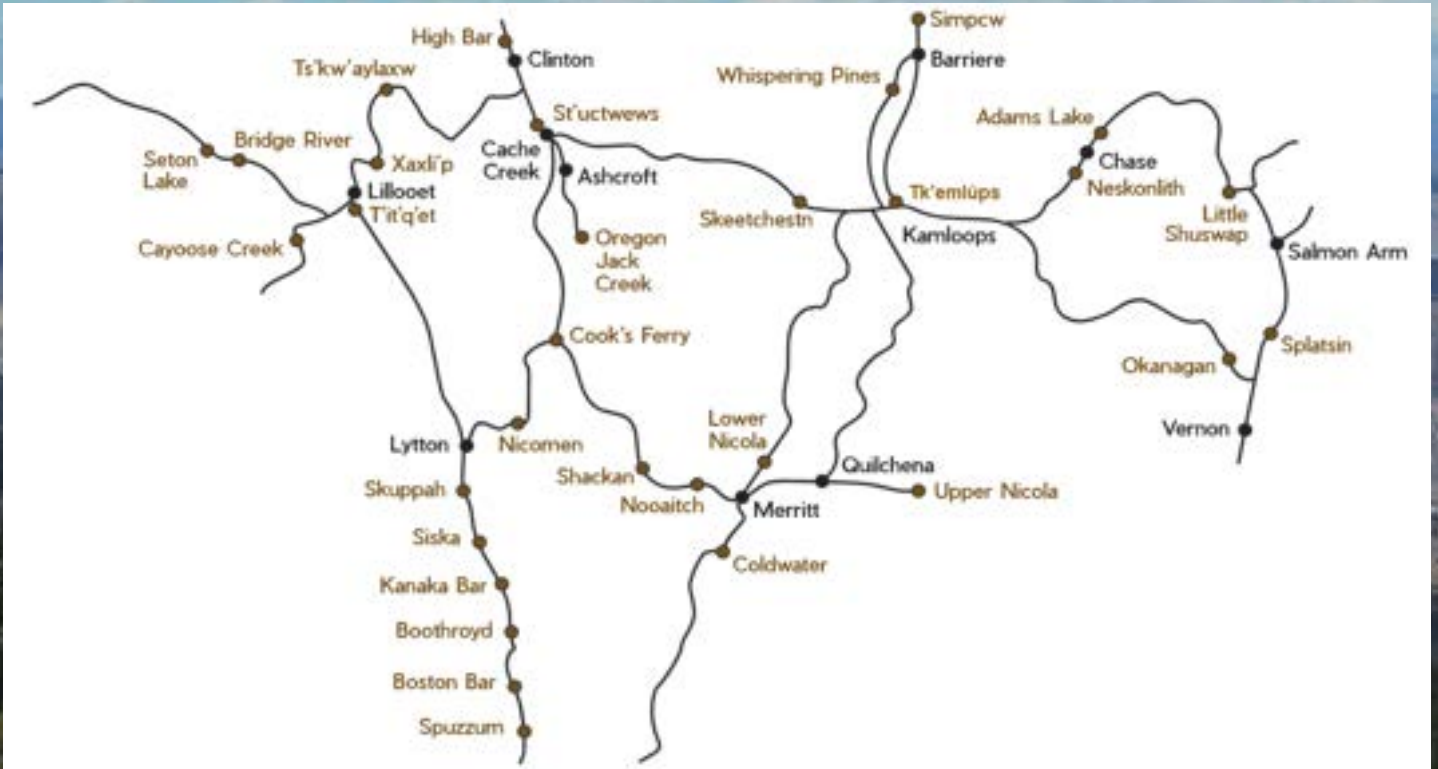 Simpcw
High Bar
Clinton
Barriere
Ts'kw'aylaxw
Whispering Pines
St'uctwews
Adams Lake
Bridge River
Cache
Creek
Seton
Lake
Xaxli'p
Chase
Ashcroft
Lillooet
Neskonlith
Tk'emlúps
T'it'q'et
Skeetchestn
Little
Shuswap
Kamloops
Cayoose Creek
Oregon
Jack
Creek
Salmon Arm
Cook's Ferry
Splatsin
Okanagan
Lower
Nicola
Vernon
Lytton
Nicomen
Quilchena
Shackan
Skuppah
Upper Nicola
Nooaitch
Merritt
Siska
Coldwater
Kanaka Bar
Boothroyd
Boston Bar
Spuzzum